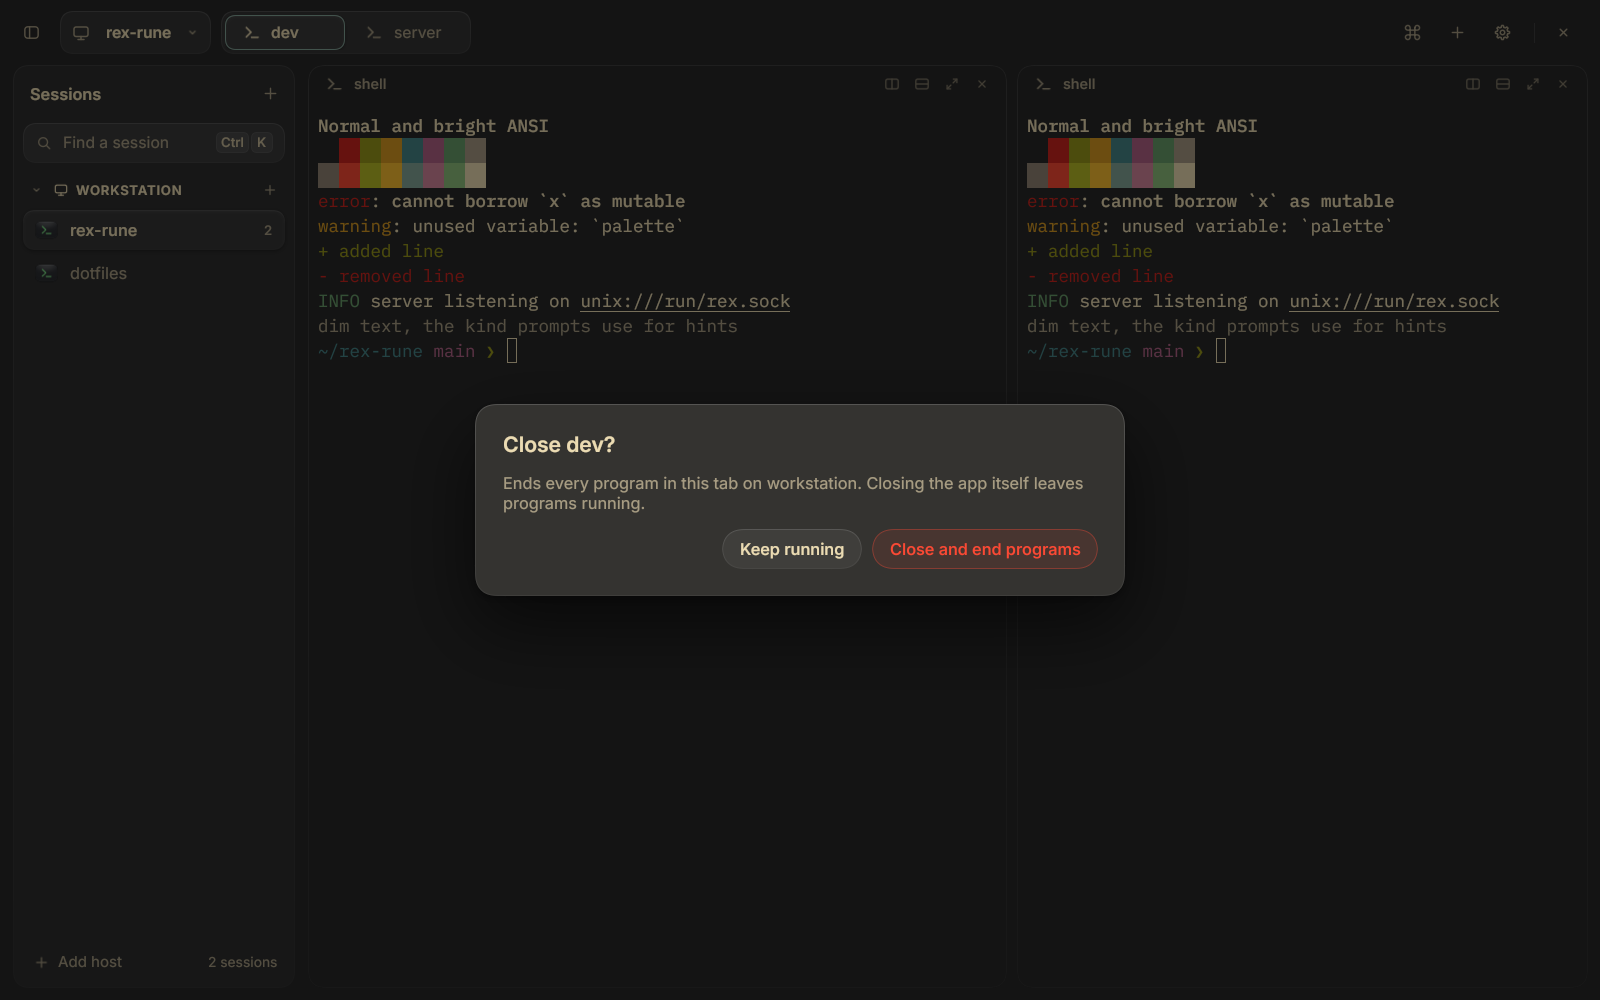 rex-rune
dev
server
Sessions
Find a session
Ctrl K
WORKSTATION
rex-rune 2
dotfiles
Add host
2 sessions
shell
Normal and bright ANSI
error: cannot borrow `x` as mutable
warning: unused variable: `palette`
+ added line
- removed line
INFO server listening on unix:///run/rex.sock
dim text, the kind prompts use for hints
~/rex-rune main ❯
shell
Normal and bright ANSI
error: cannot borrow `x` as mutable
warning: unused variable: `palette`
+ added line
- removed line
INFO server listening on unix:///run/rex.sock
dim text, the kind prompts use for hints
~/rex-rune main ❯
Close dev?
Ends every program in this tab on workstation. Closing the app itself leaves
programs running.
Keep running
Close and end programs